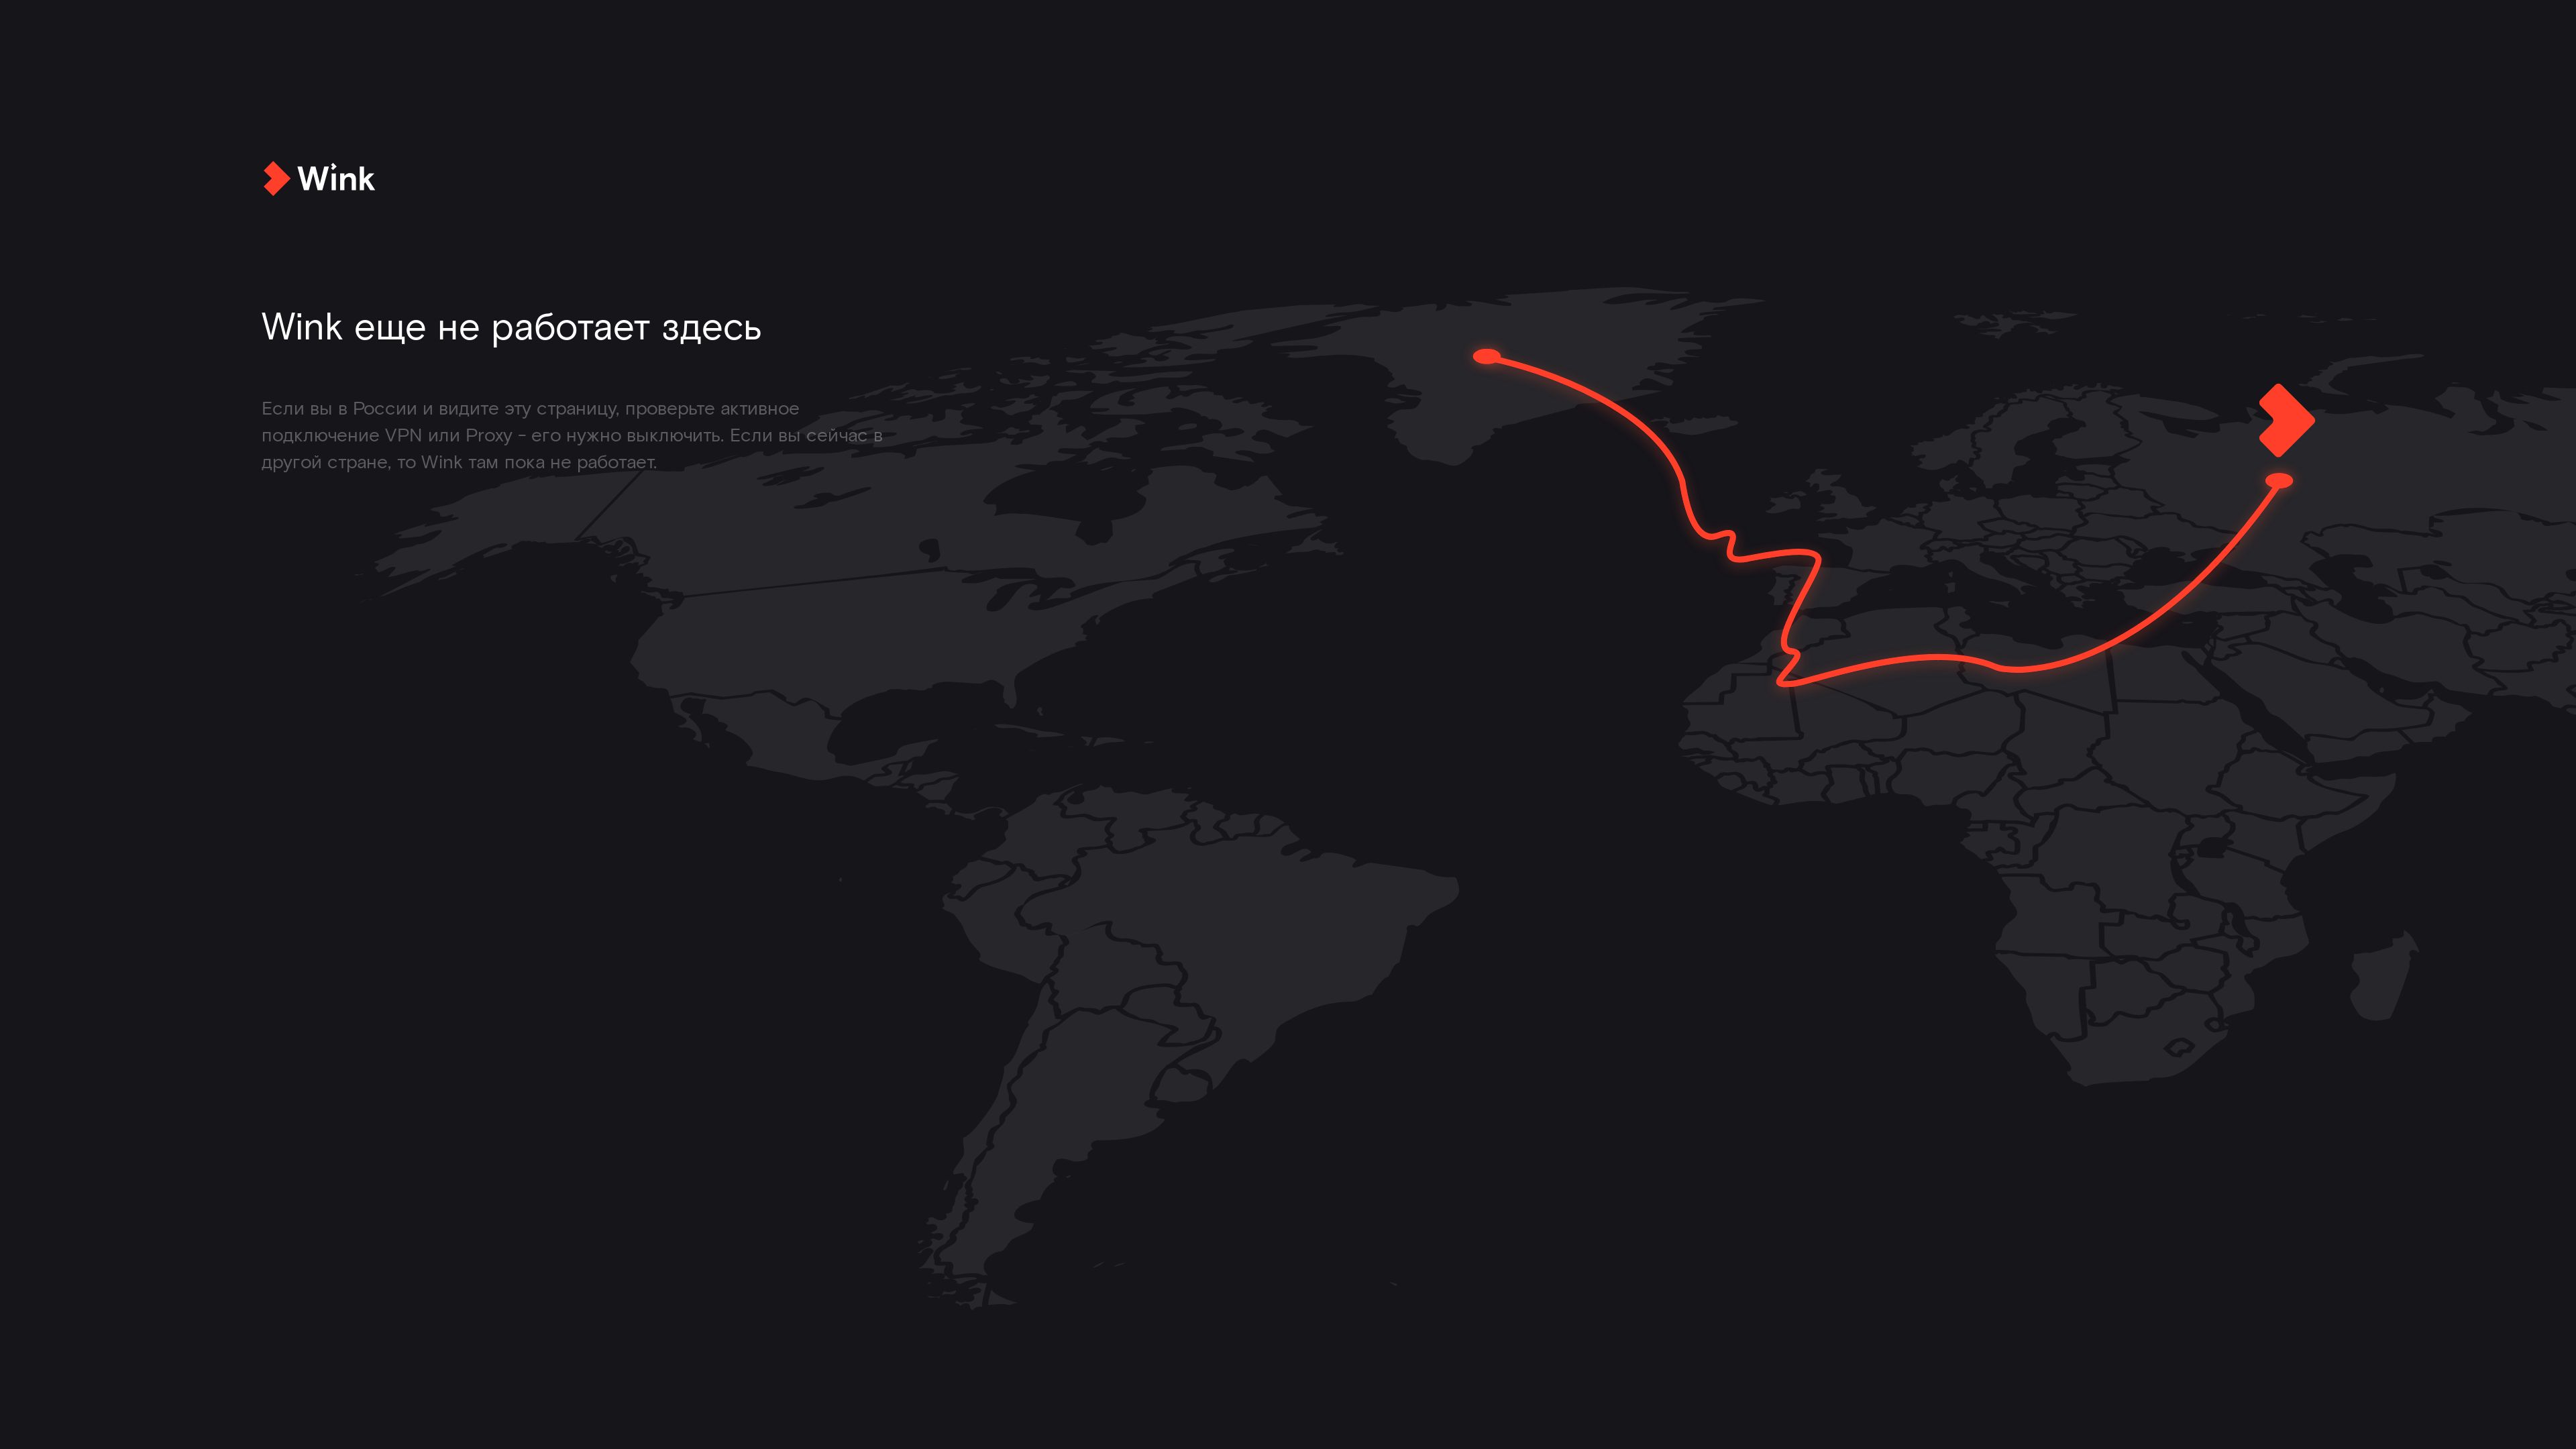 Wink
Wink еще не работает здесь
Если вы в России и видите эту страницу, проверьте активное
подключение VPN или Proxy - его нужно выключить. Если вы сейчас в
другой стране, то Wink там пока не работает.